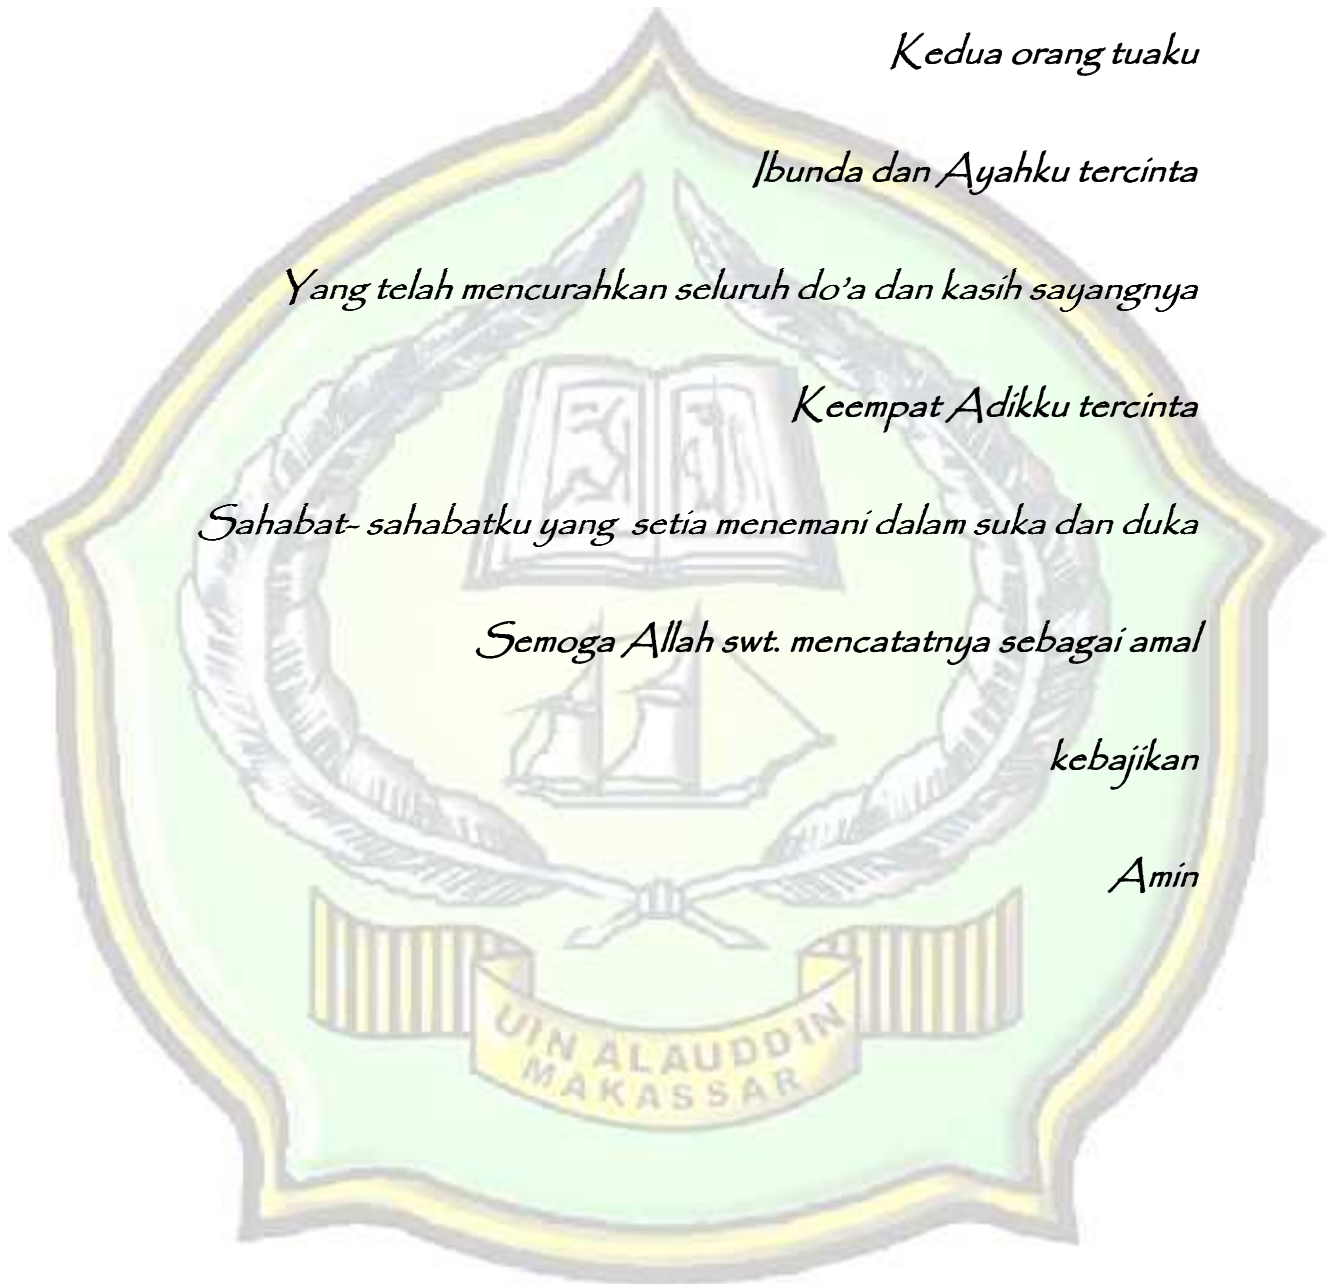 Kedua orang tuaku
Ibunda dan Ayahku tercinta
Yang telah mencurahkan seluruh do'a dan kasih sayangnya
Keempat Adikku tercinta
Sahabat- sahabatku yang setia menemani dalam suka dan duka
Semoga Allah swt. mencatatnya sebagai amal
kebajikan
Amin
UIN ALAUDDIN
MAKASSAR